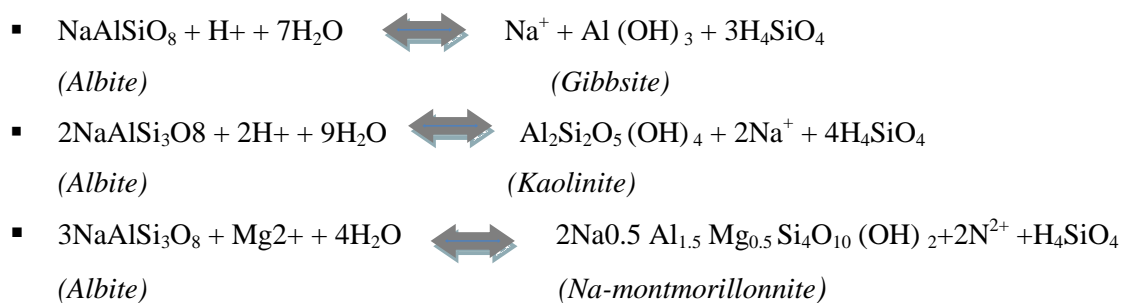 ▪ NaAlSiO₈ + H+ + 7H₂O Na⁺ + Al (OH) ₃ + 3H₄SiO₄
(Albite) (Gibbsite)
▪ 2NaAlSi₃O8 + 2H+ + 9H₂O Al₂Si₂O₅ (OH) ₄ + 2Na⁺ + 4H₄SiO₄
(Albite) (Kaolinite)
▪ 3NaAlSi₃O₈ + Mg2+ + 4H₂O 2Na0.5 Al₁.₅ Mg₀.₅ Si₄O₁₀ (OH) ₂+2N²⁺ +H₄SiO₄
(Albite) (Na-montmorillonnite)